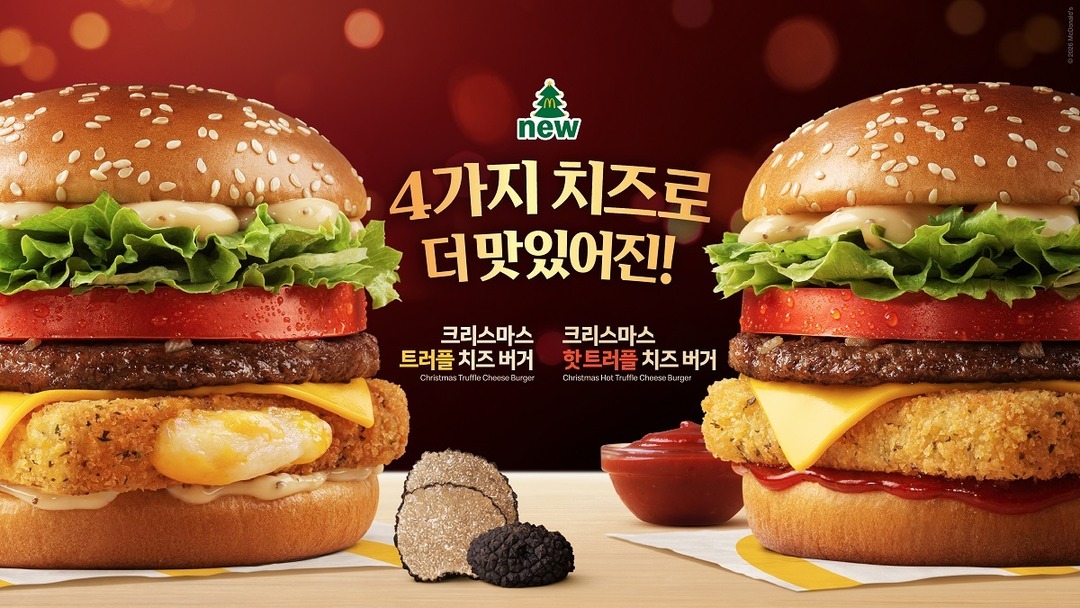 © 2026 McDonald's
new
4가지 치즈로
더 맛있어진!
크리스마스
트러플 치즈 버거
Christmas Truffle Cheese Burger
크리스마스
핫 트러플 치즈 버거
Christmas Hot Truffle Cheese Burger